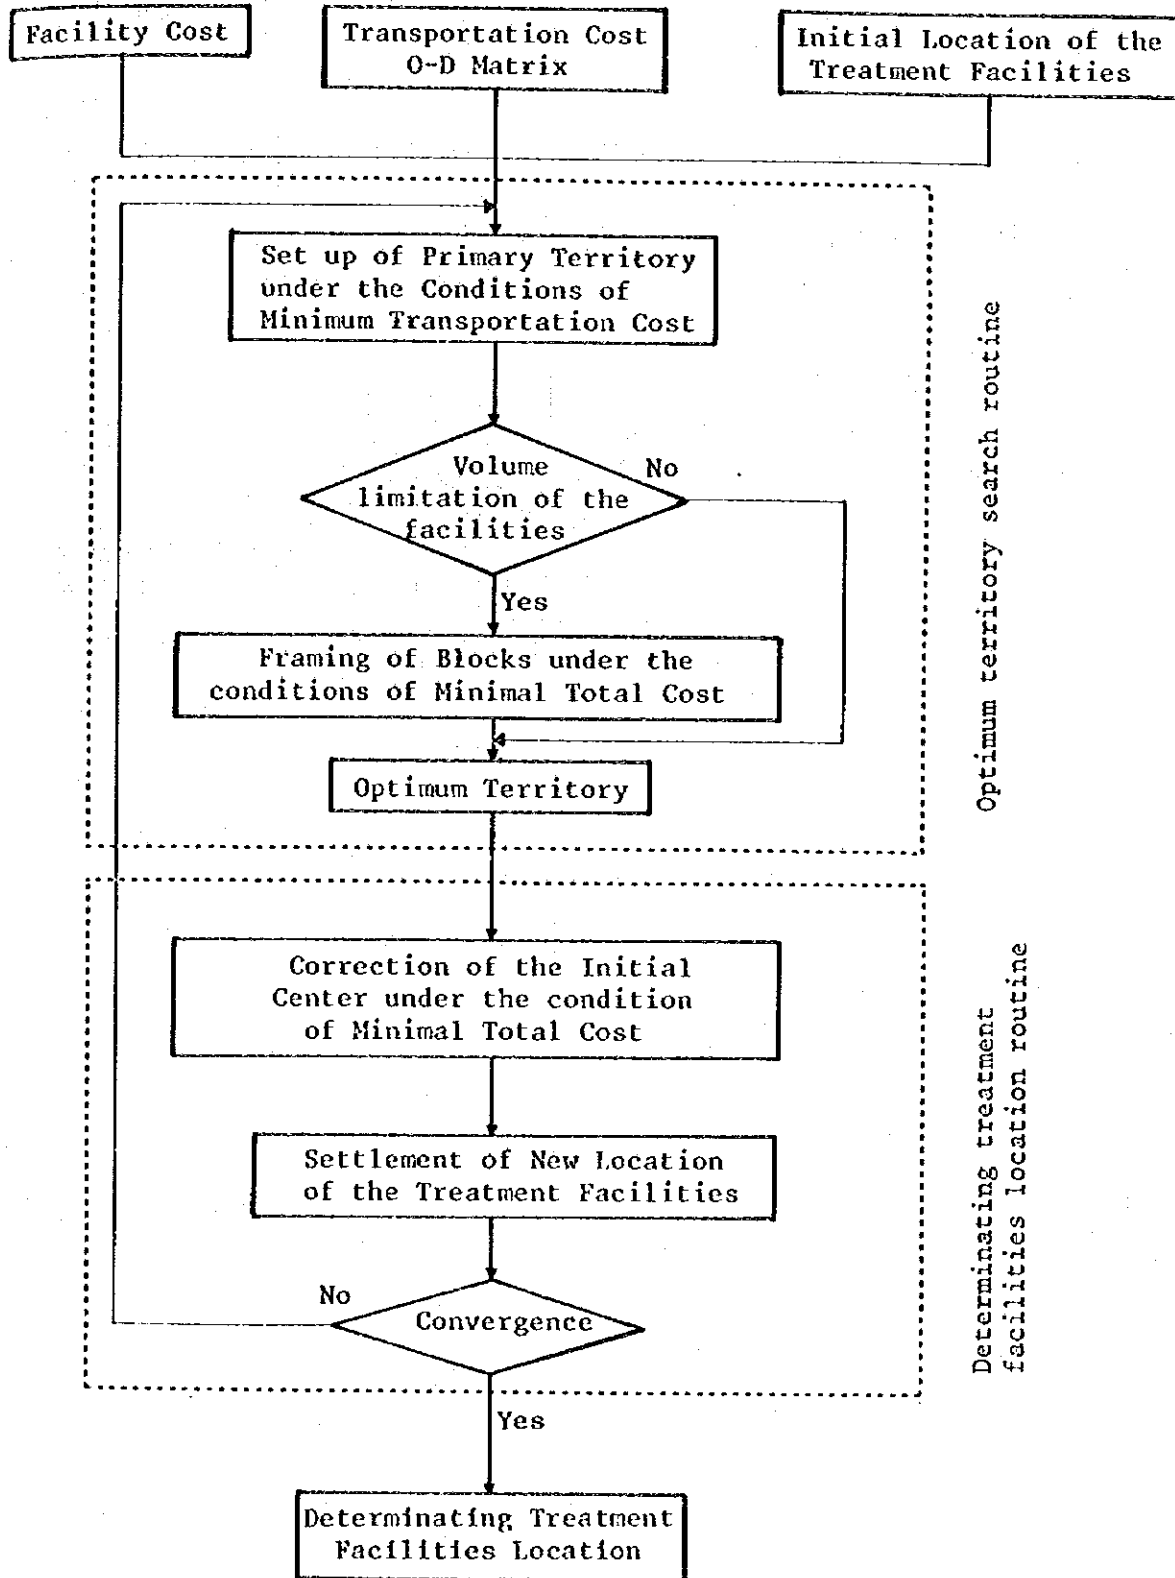 Facility Cost
Transportation Cost
O-D Matrix
Initial Location of the
Treatment Facilities
Set up of Primary Territory
under the Conditions of
Minimum Transportation Cost
Volume
limitation of the
facilities
No
Yes
Framing of Blocks under the
conditions of Minimal Total Cost
Optimum Territory
Optimum territory search routine
Correction of the Initial
Center under the condition
of Minimal Total Cost
Settlement of New Location
of the Treatment Facilities
No
Convergence
Yes
Determinating treatment
facilities location routine
Determinating Treatment
Facilities Location